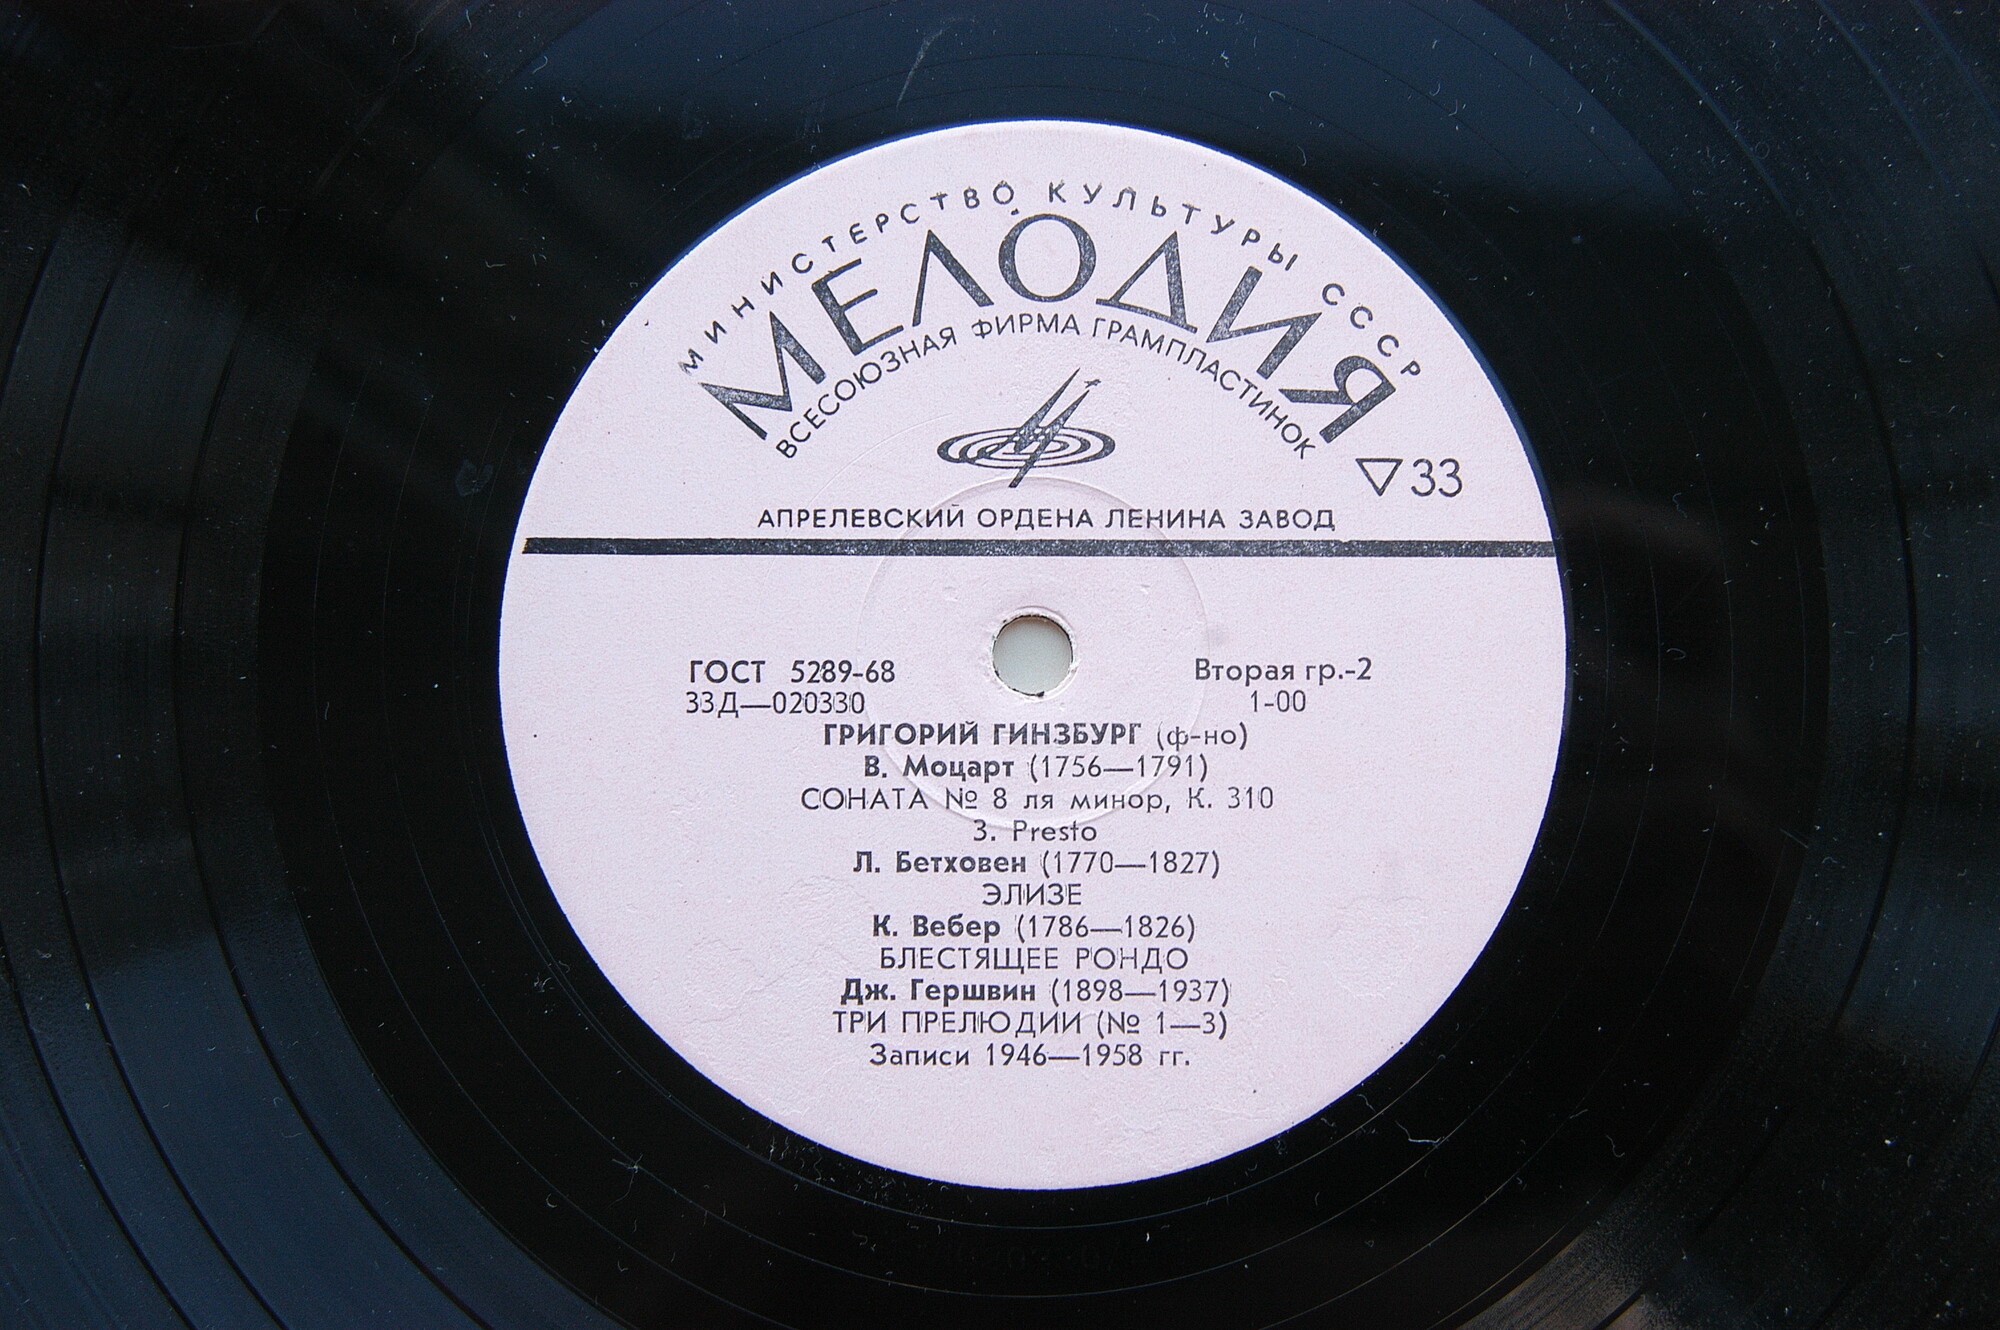 МИНИСТЕРСТВО КУЛЬТУРЫ СССР
МЕЛОДИЯ
ВСЕСОЮЗНАЯ ФИРМА ГРАМПЛАСТИНОК
▽33
АПРЕЛЕВСКИЙ ОРДЕНА ЛЕНИНА ЗАВОД
ГОСТ 5289-68 Вторая гр.-2
33Д—020330 1-00
ГРИГОРИЙ ГИНЗБУРГ (ф-но)
В. Моцарт (1756—1791)
СОНАТА № 8 ля минор, К. 310
3. Presto
Л. Бетховен (1770—1827)
ЭЛИЗЕ
К. Вебер (1786—1826)
БЛЕСТЯЩЕЕ РОНДО
Дж. Гершвин (1898—1937)
ТРИ ПРЕЛЮДИИ (№ 1—3)
Записи 1946—1958 гг.